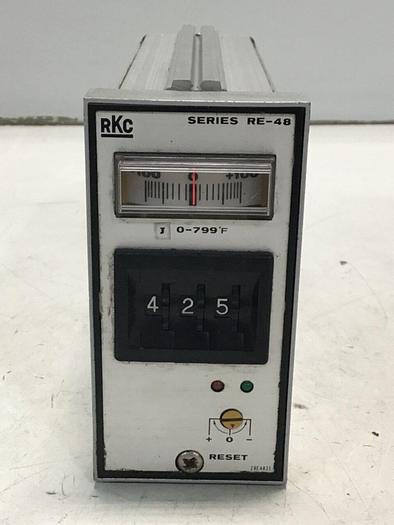 RKC SERIES RE-48
100 0 +100
J 0-799°F
4 2 5
+ 0 -
RESET